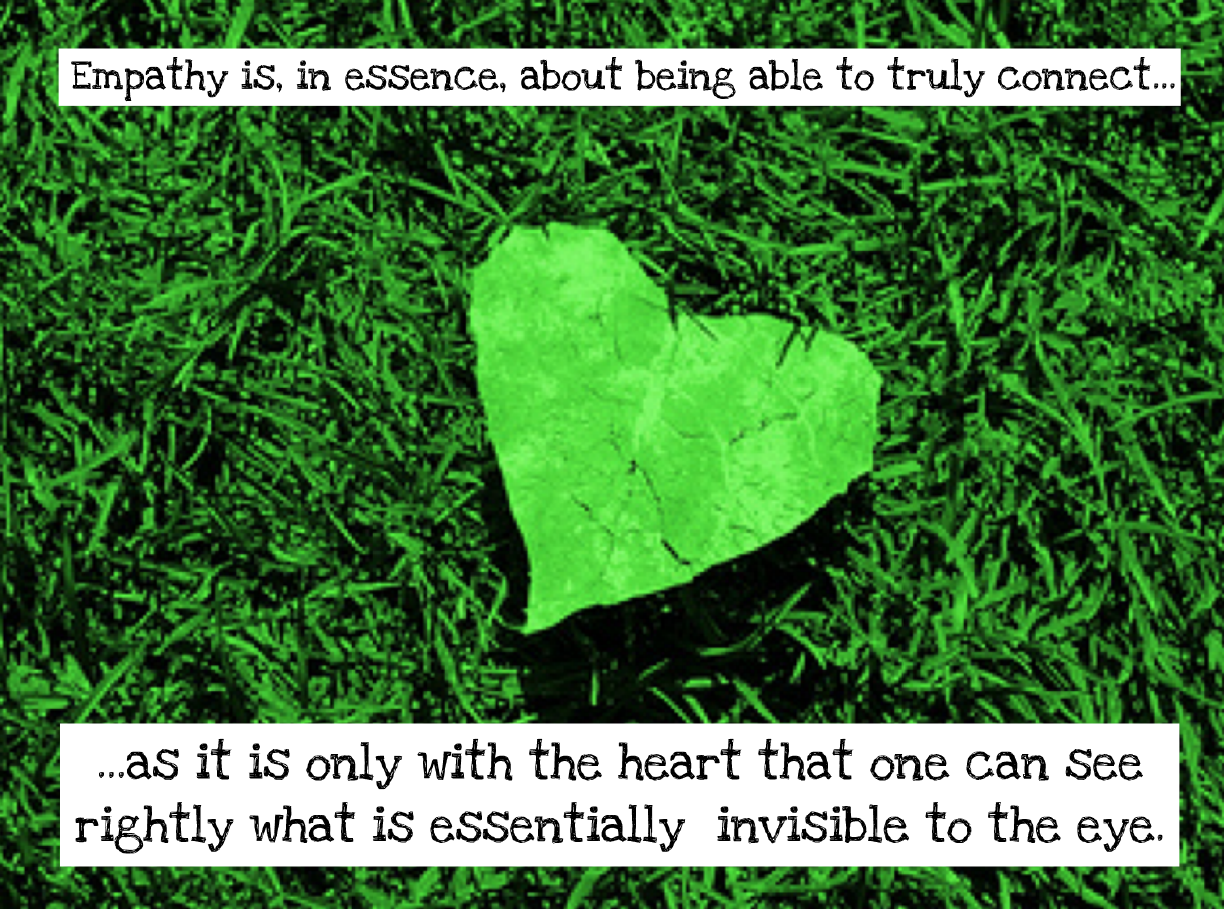 Empathy is, in essence, about being able to truly connect...
...as it is only with the heart that one can see
rightly what is essentially invisible to the eye.